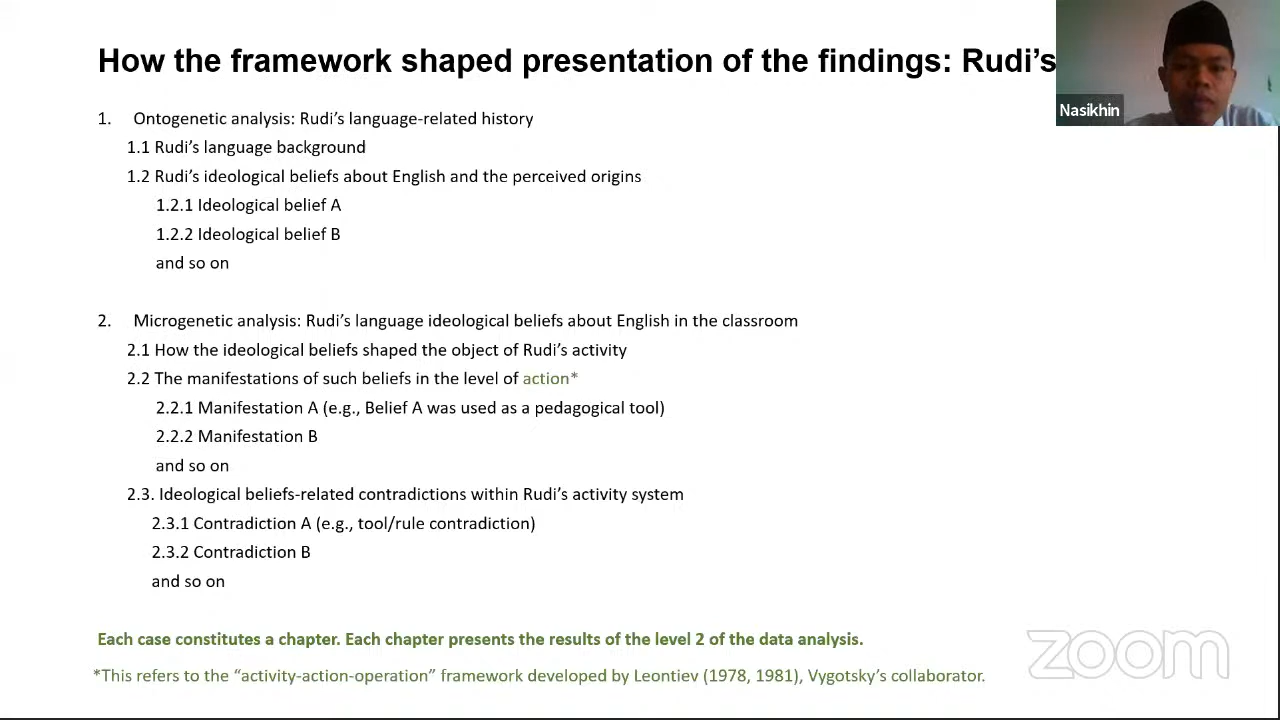 How the framework shaped presentation of the findings: Rudi's
Nasikhin
1. Ontogenetic analysis: Rudi's language-related history
1.1 Rudi's language background
1.2 Rudi's ideological beliefs about English and the perceived origins
1.2.1 Ideological belief A
1.2.2 Ideological belief B
and so on
2. Microgenetic analysis: Rudi's language ideological beliefs about English in the classroom
2.1 How the ideological beliefs shaped the object of Rudi's activity
2.2 The manifestations of such beliefs in the level of action*
2.2.1 Manifestation A (e.g., Belief A was used as a pedagogical tool)
2.2.2 Manifestation B
and so on
2.3. Ideological beliefs-related contradictions within Rudi's activity system
2.3.1 Contradiction A (e.g., tool/rule contradiction)
2.3.2 Contradiction B
and so on
Each case constitutes a chapter. Each chapter presents the results of the level 2 of the data analysis.
*This refers to the “activity-action-operation” framework developed by Leontiev (1978, 1981), Vygotsky's collaborator.
zoom